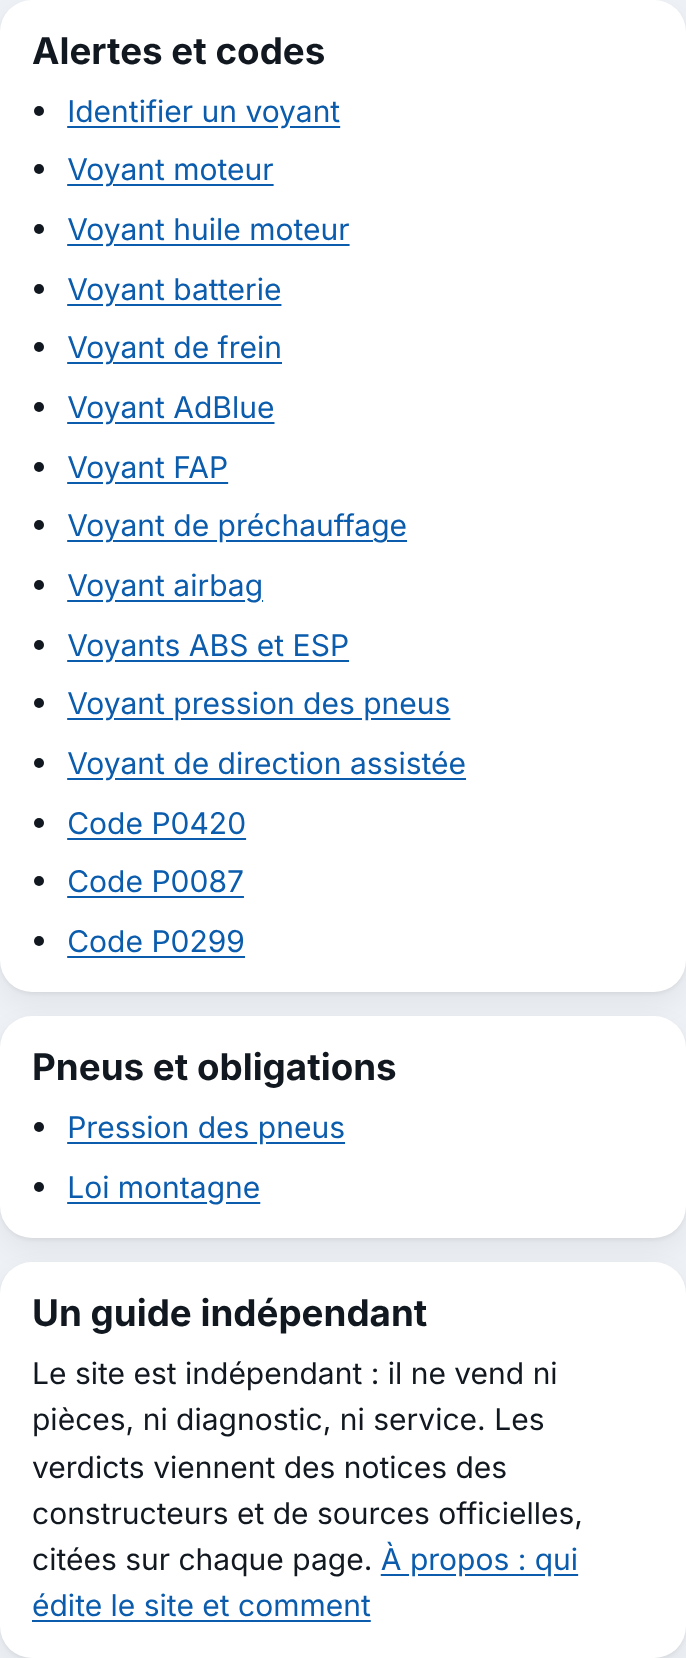 Alertes et codes
• Identifier un voyant
• Voyant moteur
• Voyant huile moteur
• Voyant batterie
• Voyant de frein
• Voyant AdBlue
• Voyant FAP
• Voyant de préchauffage
• Voyant airbag
• Voyants ABS et ESP
• Voyant pression des pneus
• Voyant de direction assistée
• Code P0420
• Code P0087
• Code P0299
Pneus et obligations
• Pression des pneus
• Loi montagne
Un guide indépendant
Le site est indépendant : il ne vend ni
pièces, ni diagnostic, ni service. Les
verdicts viennent des notices des
constructeurs et de sources officielles,
citées sur chaque page. À propos : qui
édite le site et comment